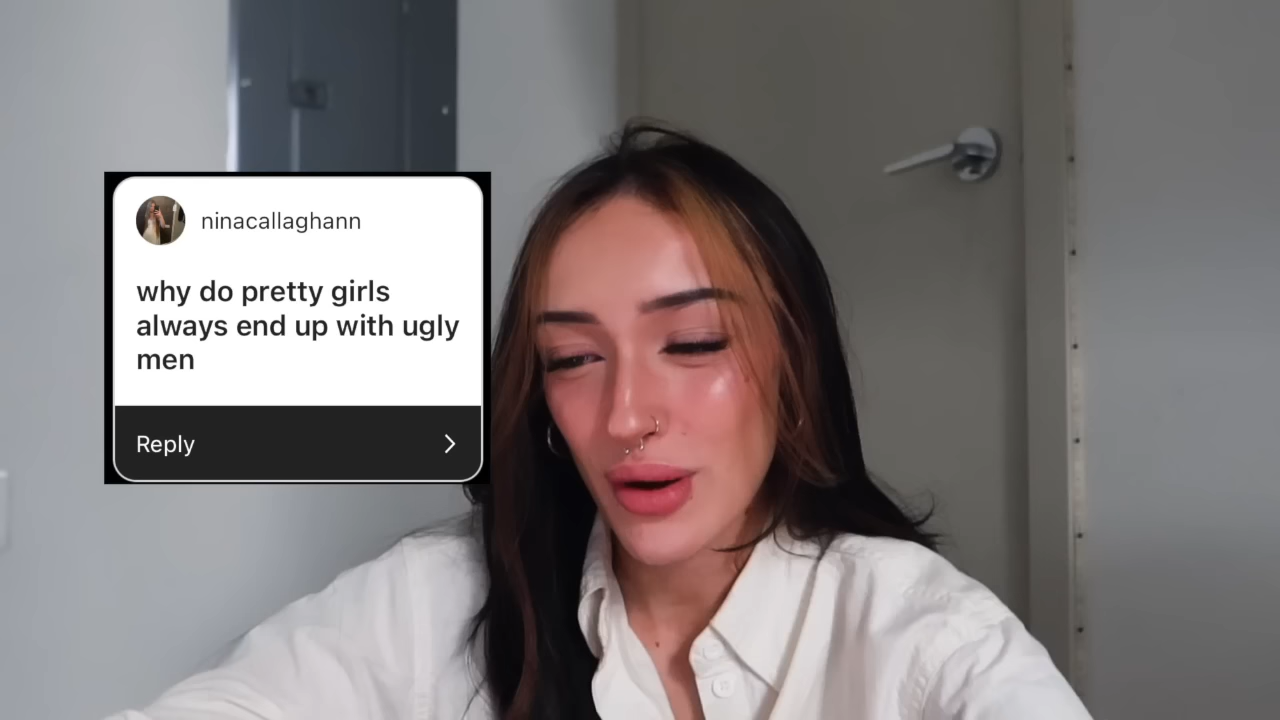 ninacallaghann
why do pretty girls
always end up with ugly
men
Reply